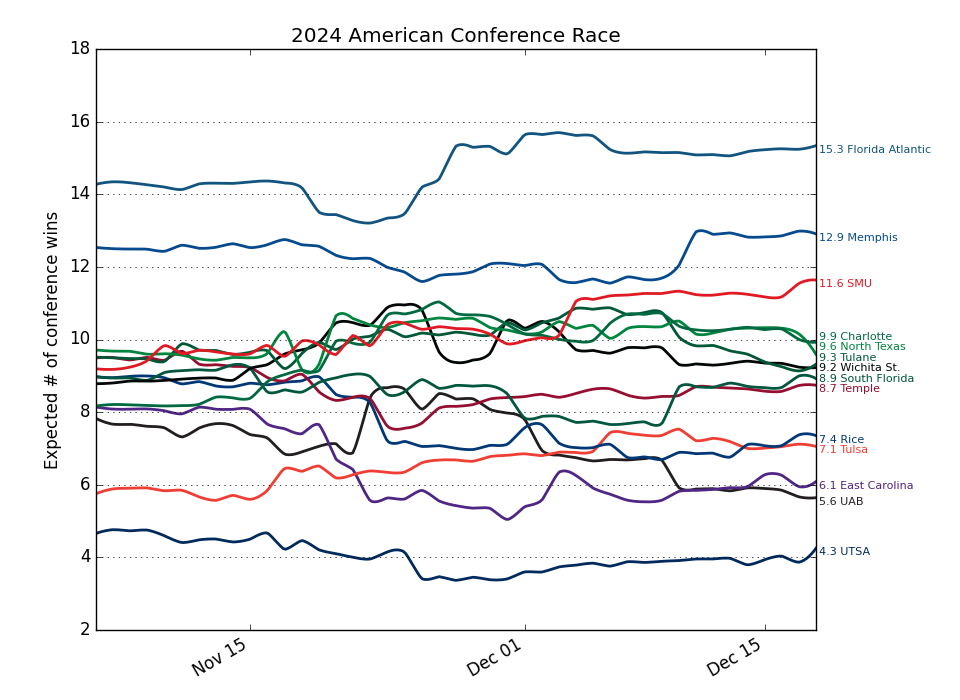 2024 American Conference Race
Expected # of conference wins
18
16
14
12
10
8
6
4
2
Nov 15
Dec 01
Dec 15
15.3 Florida Atlantic
12.9 Memphis
11.6 SMU
9.9 Charlotte
9.6 North Texas
9.3 Tulane
9.2 Wichita St.
8.9 South Florida
8.7 Temple
7.4 Rice
7.1 Tulsa
6.1 East Carolina
5.6 UAB
4.3 UTSA